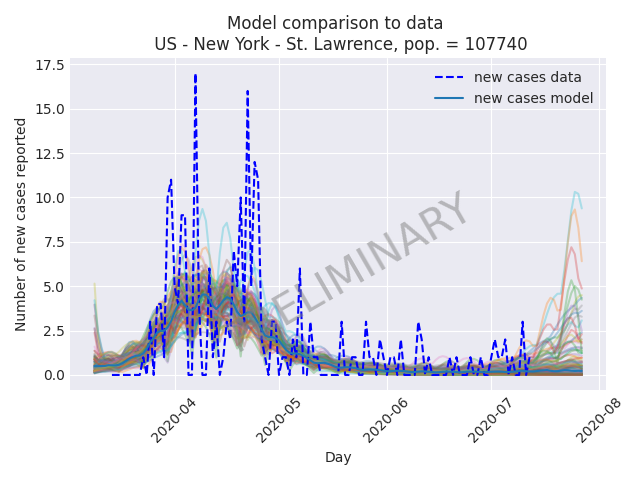 Model comparison to data
US - New York - St. Lawrence, pop. = 107740
Number of new cases reported
17.5
15.0
12.5
10.0
7.5
5.0
2.5
0.0
new cases data
new cases model
ELIMINARY
2020-04
2020-05
2020-06
2020-07
2020-08
Day